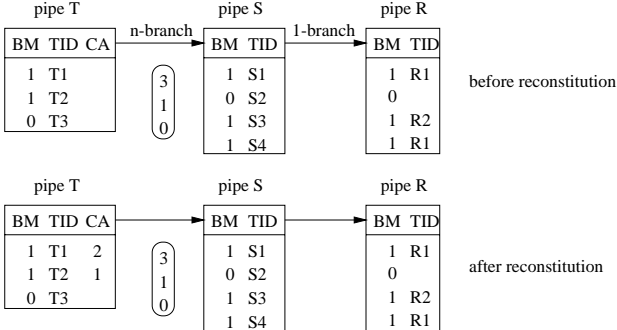 pipe T pipe S pipe R
n-branch 1-branch
BM TID CA BM TID BM TID
1 T1 3 1 S1 1 R1
1 T2 1 0 S2 0
0 T3 0 1 S3 1 R2
1 S4 1 R1
before reconstitution
pipe T pipe S pipe R
BM TID CA BM TID BM TID
1 T1 2 3 1 S1 1 R1
1 T2 1 1 0 S2 0
0 T3 0 1 S3 1 R2
1 S4 1 R1
after reconstitution